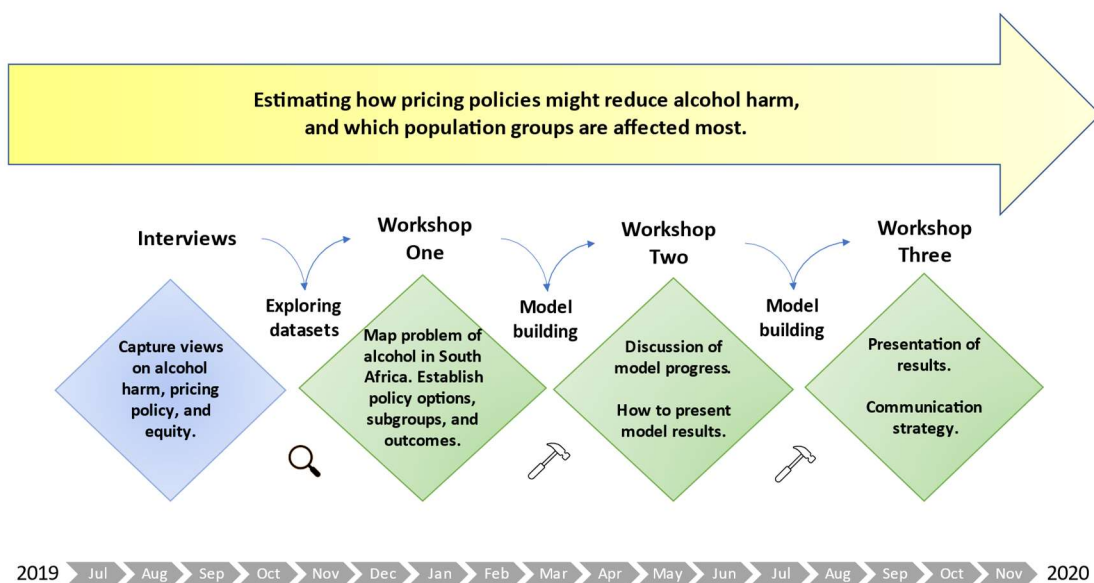 Estimating how pricing policies might reduce alcohol harm,
and which population groups are affected most.
Interviews
Exploring
datasets
Workshop
One
Model
building
Workshop
Two
Model
building
Workshop
Three
Capture views
on alcohol
harm, pricing
policy, and
equity.
Map problem of
alcohol in South
Africa. Establish
policy options,
subgroups, and
outcomes.
Discussion of
model progress.
How to present
model results.
Presentation of
results.
Communication
strategy.
2019 Jul Aug Sep Oct Nov Dec Jan Feb Mar Apr May Jun Jul Aug Sep Oct Nov 2020